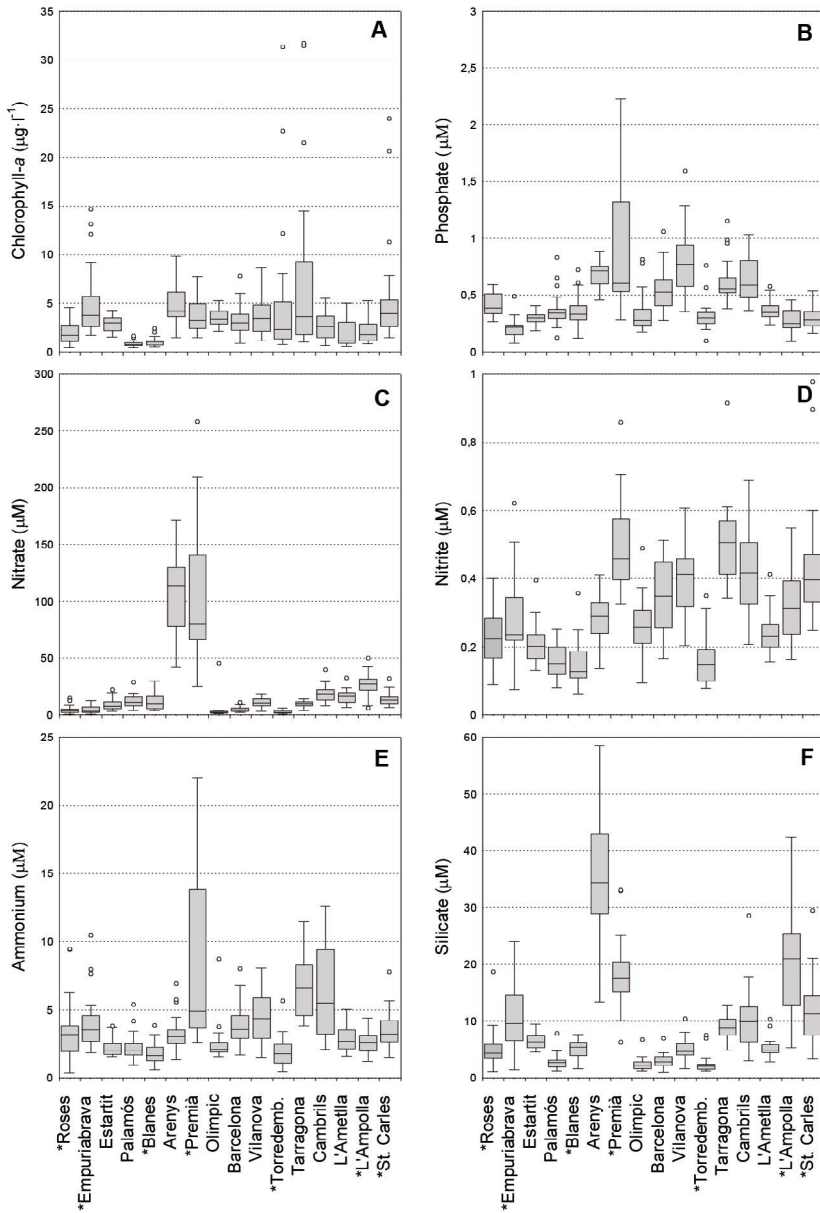 A
Chlorophyll-a (µg·l⁻¹)
35
30
25
20
15
10
5
0
B
Phosphate (µM)
3
2,5
2
1,5
1
0,5
0
C
Nitrate (µM)
300
250
200
150
100
50
0
D
Nitrite (µM)
1
0,8
0,6
0,4
0,2
0
E
Ammonium (µM)
25
20
15
10
5
0
F
Silicate (µM)
60
50
40
30
20
10
0
*Roses
*Empuriabrava
Estartit
Palamós
*Blanes
Arenys
*Premià
Olimpic
Barcelona
Vilanova
*Torredemb.
Tarragona
Cambrils
L'Ametlla
*L'Ampolla
*St. Carles
*Roses
*Empuriabrava
Estartit
Palamós
*Blanes
Arenys
*Premià
Olimpic
Barcelona
Vilanova
*Torredemb.
Tarragona
Cambrils
L'Ametlla
*L'Ampolla
*St. Carles